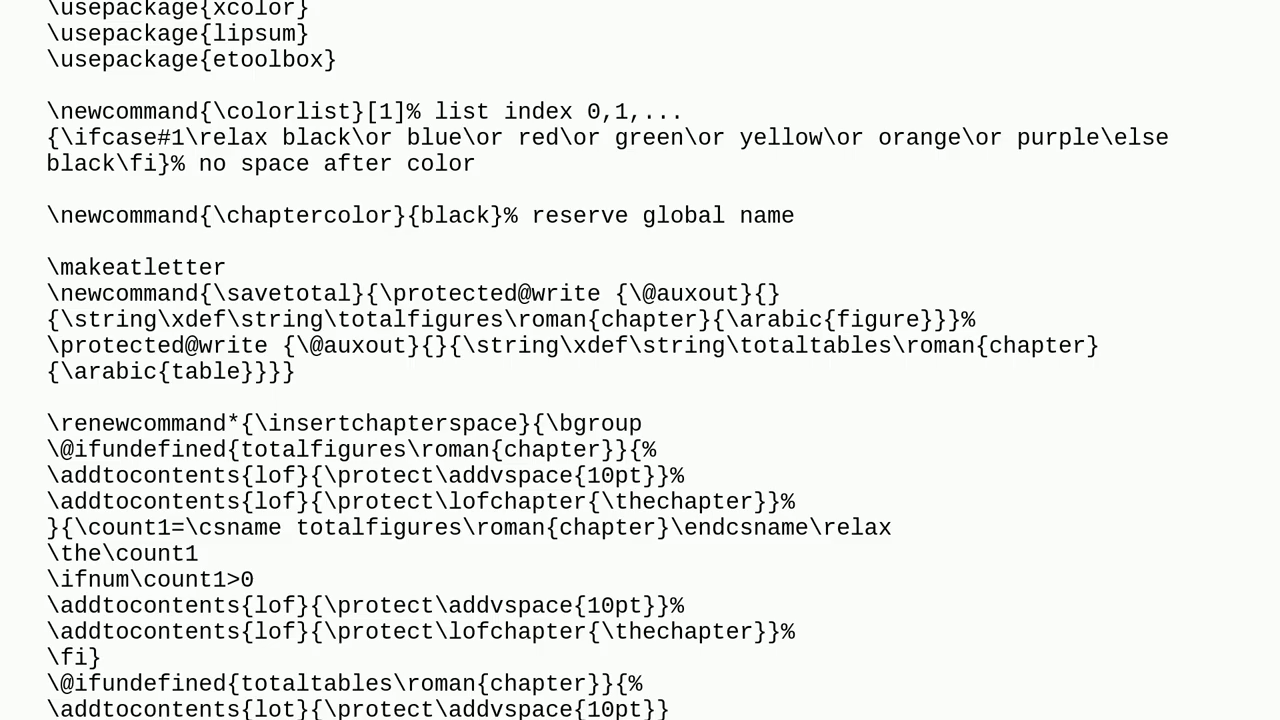 \usepackage{xcolor}
\usepackage{lipsum}
\usepackage{etoolbox}
\newcommand{\colorlist}[1]% list index 0,1,...
{\ifcase#1\relax black\or blue\or red\or green\or yellow\or orange\or purple\else
black\fi}% no space after color
\newcommand{\chaptercolor}{black}% reserve global name
\makeatletter
\newcommand{\savetotal}{\protected@write {\@auxout}{}
{\string\xdef\string\totalfigures\roman{chapter}{\arabic{figure}}}%
\protected@write {\@auxout}{}{\string\xdef\string\totaltables\roman{chapter}
{\arabic{table}}}}
\renewcommand*{\insertchapterspace}{\bgroup
\@ifundefined{totalfigures\roman{chapter}}{%
\addtocontents{lof}{\protect\addvspace{10pt}}%
\addtocontents{lof}{\protect\lofchapter{\thechapter}}%
}{\count1=\csname totalfigures\roman{chapter}\endcsname\relax
\the\count1
\ifnum\count1>0
\addtocontents{lof}{\protect\addvspace{10pt}}%
\addtocontents{lof}{\protect\lofchapter{\thechapter}}%
\fi}
\@ifundefined{totaltables\roman{chapter}}{%
\addtocontents{lot}{\protect\addvspace{10pt}}